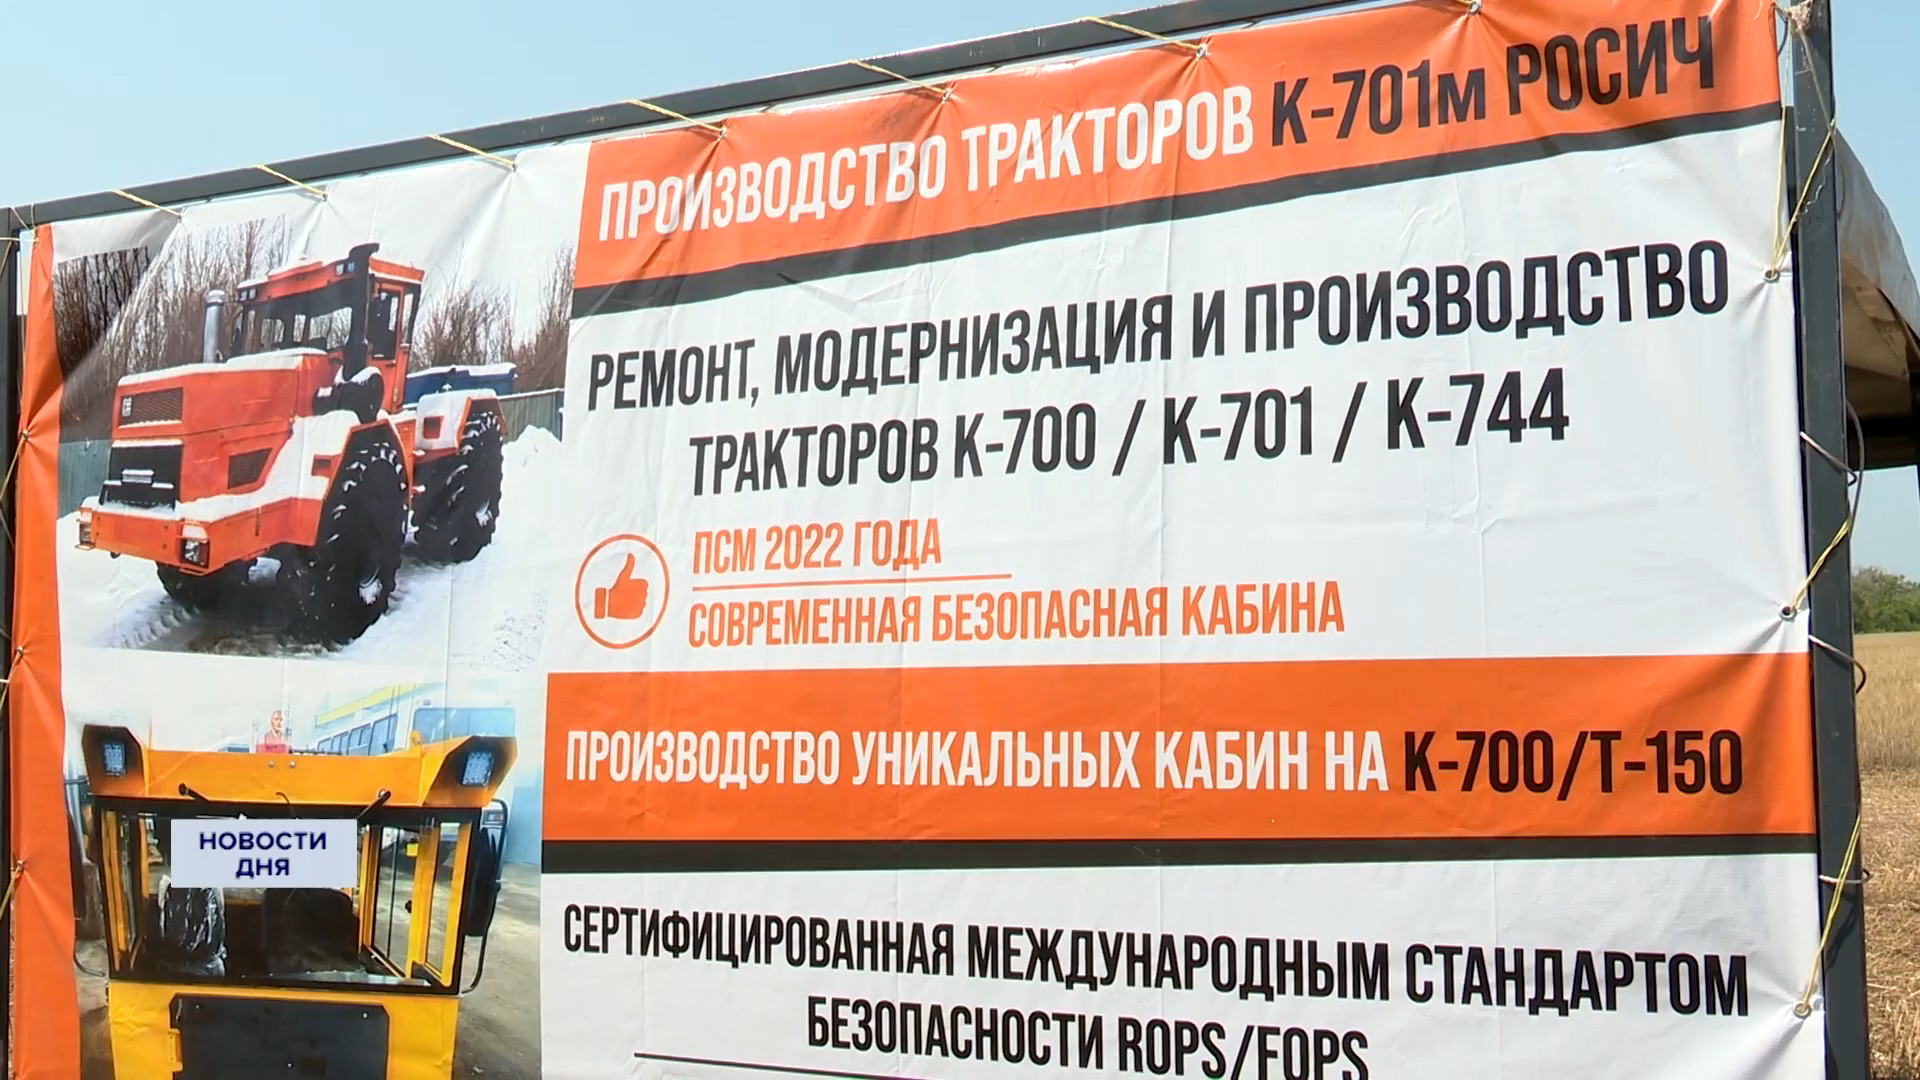 ПРОИЗВОДСТВО ТРАКТОРОВ К-701м РОСИЧ
РЕМОНТ, МОДЕРНИЗАЦИЯ И ПРОИЗВОДСТВО
ТРАКТОРОВ К-700 / К-701 / К-744
ПСМ 2022 ГОДА
СОВРЕМЕННАЯ БЕЗОПАСНАЯ КАБИНА
ПРОИЗВОДСТВО УНИКАЛЬНЫХ КАБИН НА К-700/Т-150
СЕРТИФИЦИРОВАННАЯ МЕЖДУНАРОДНЫМ СТАНДАРТОМ
БЕЗОПАСНОСТИ ROPS/FOPS
НОВОСТИ
ДНЯ